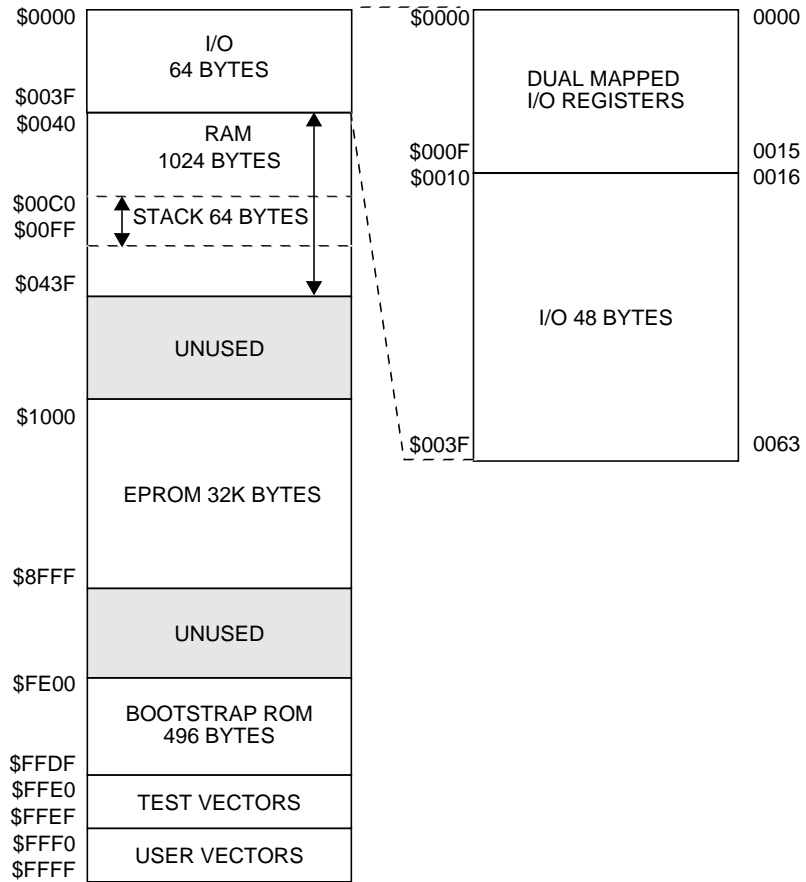 $0000
I/O
64 BYTES
$003F
$0040
RAM
1024 BYTES
$00C0
STACK 64 BYTES
$00FF
$043F
UNUSED
$1000
EPROM 32K BYTES
$8FFF
UNUSED
$FE00
BOOTSTRAP ROM
496 BYTES
$FFDF
$FFE0
TEST VECTORS
$FFEF
$FFF0
USER VECTORS
$FFFF
$0000
0000
DUAL MAPPED
I/O REGISTERS
$000F
0015
$0010
0016
I/O 48 BYTES
$003F
0063